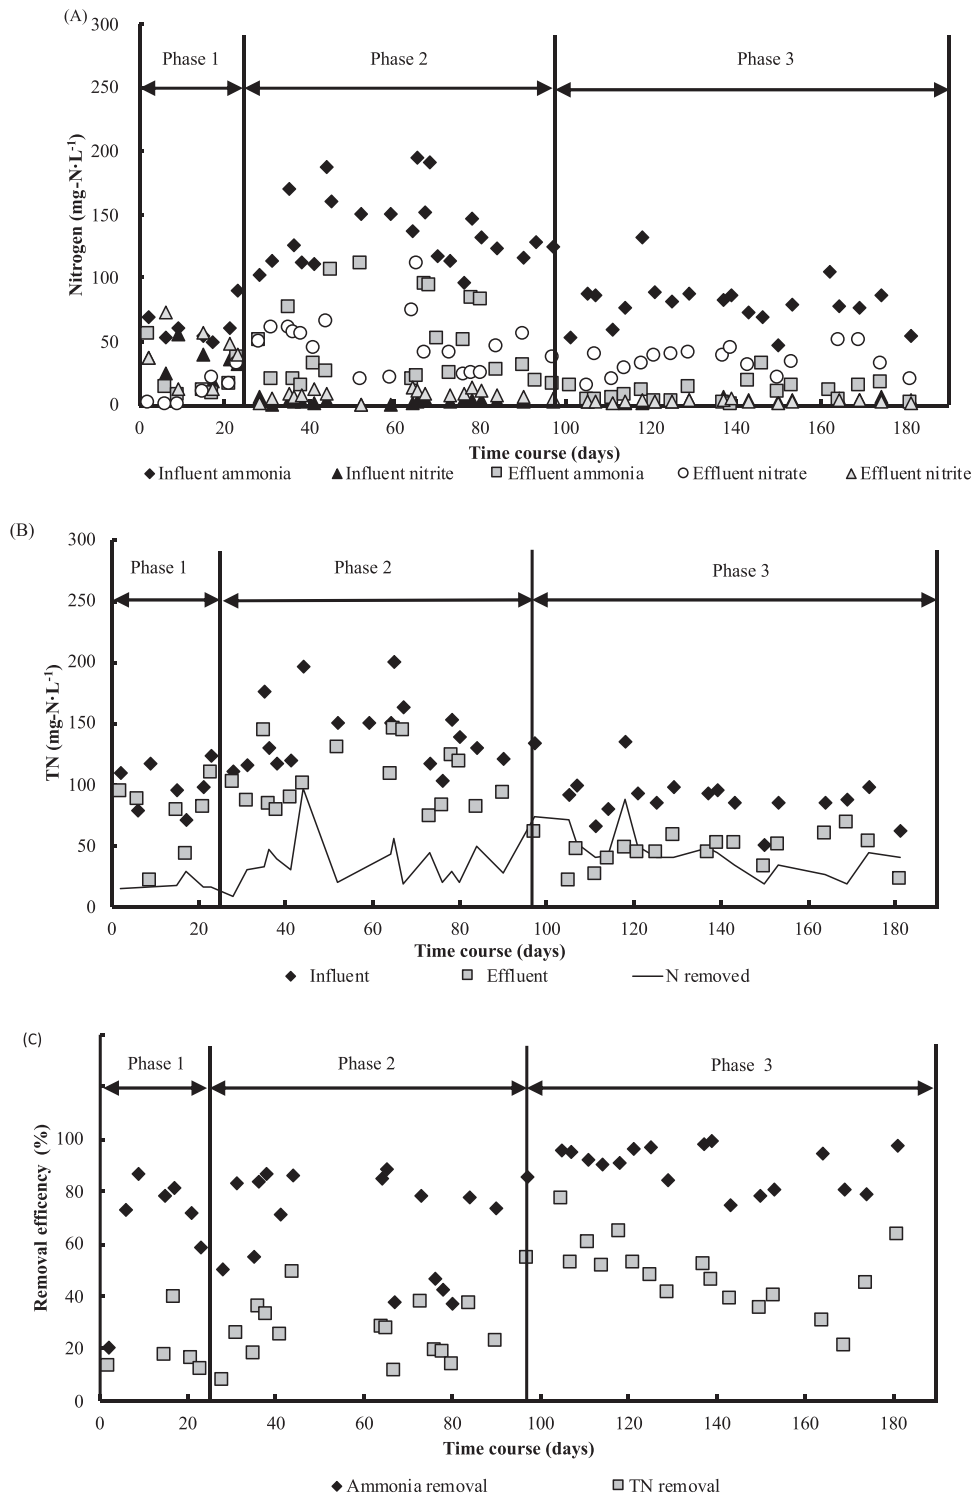 (A)
300
250
200
150
100
50
0
Nitrogen (mg-N·L-1)
Phase 1
Phase 2
Phase 3
0 20 40 60 80 100 120 140 160 180
Time course (days)
Influent ammonia Influent nitrite Effluent ammonia Effluent nitrate Effluent nitrite
(B)
300
250
200
150
100
50
0
TN (mg-N·L-1)
Phase 1
Phase 2
Phase 3
0 20 40 60 80 100 120 140 160 180
Time course (days)
Influent Effluent N removed
(C)
100
80
60
40
20
0
Removal efficency (%)
Phase 1
Phase 2
Phase 3
0 20 40 60 80 100 120 140 160 180
Time course (days)
Ammonia removal TN removal